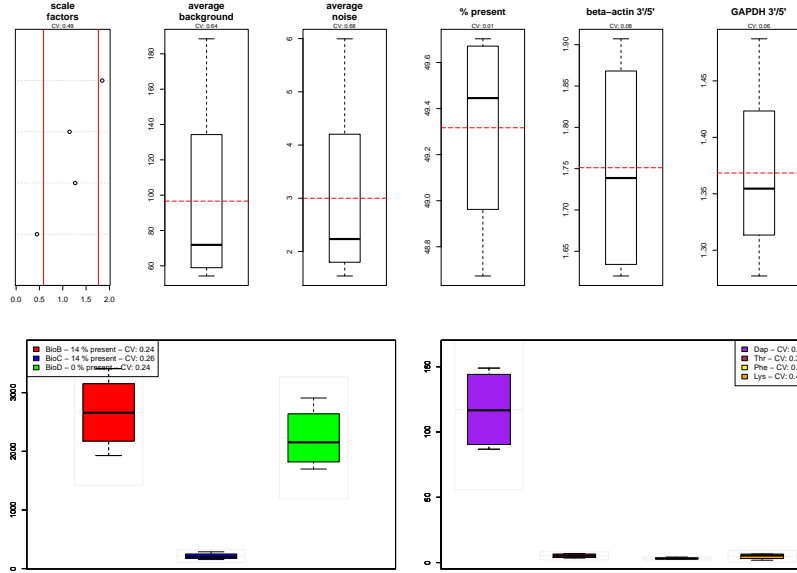 scale
factors
CV: 0.49
average
background
CV: 0.64
average
noise
CV: 0.68
% present
CV: 0.01
beta−actin 3'/5'
CV: 0.08
GAPDH 3'/5'
CV: 0.06
0.0 0.5 1.0 1.5 2.0
60 80 100 120 140 160 180
2 3 4 5 6
48.8 49.0 49.2 49.4 49.6
1.65 1.70 1.75 1.80 1.85 1.90
1.30 1.35 1.40 1.45
BioB − 14 % present − CV: 0.24
BioC − 14 % present − CV: 0.26
BioD − 0 % present − CV: 0.24
0 1000 2000 3000
Dap − CV: 0.
Thr − CV: 0.
Phe − CV: 0.
Lys − CV: 0.4
0 50 100 150